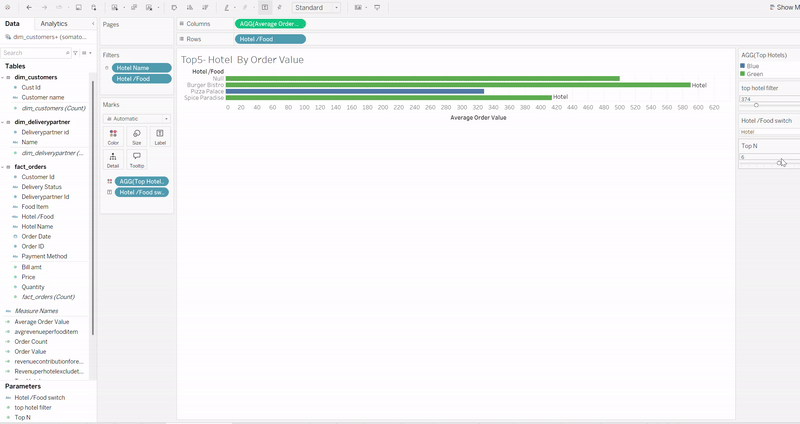 Standard
Show M
Data
Analytics
Pages
Columns
AGG(Average Order ..
dim_customers+ (somato...
Rows
Hotel /Food
Search
Filters
Tables
Hotel Name
Hotel /Food
dim_customers
Cust Id
Customer name
dim_customers (Count)
dim_deliverypartner
Deliverypartner id
Name
dim_deliverypartner (...
fact_orders
Customer Id
Delivery Status
Deliverypartner Id
Food Item
Hotel /Food
Hotel Name
Order Date
Order ID
Payment Method
Bill amt
Price
Quantity
fact_orders (Count)
Measure Names
Average Order Value
avgrevenueperfooditem
Order Count
Order Value
revenuecontributionfore...
Revenuperhotelexcludet...
Parameters
Hotel /Food switch
top hotel filter
Top N
Marks
Automatic
Color
Size
Label
Detail
Tooltip
AGG(Top Hotel..
Hotel /Food sw..
Top5- Hotel By Order Value
Hotel /Food
Null
Burger Bistro
Hotel
Pizza Palace
Spice Paradise
Hotel
0 20 40 60 80 100 120 140 160 180 200 220 240 260 280 300 320 340 360 380 400 420 440 460 480 500 520 540 560 580 600 620
Average Order Value
AGG(Top Hotels)
Blue
Green
top hotel filter
374
Hotel /Food switch
Hotel
Top N
6